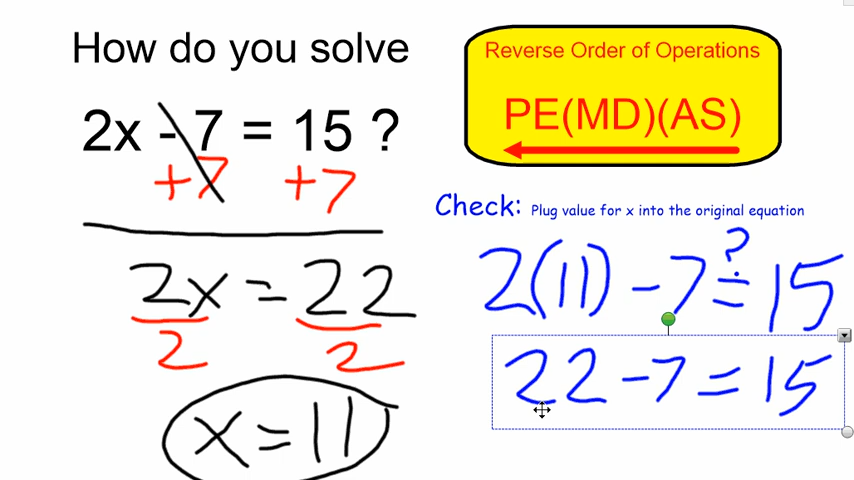 How do you solve
2x - 7 = 15 ?
+7 +7
2x = 22
2 2
x = 11
Reverse Order of Operations
PE(MD)(AS)
Check: Plug value for x into the original equation
?
2(11) - 7 = 15
22 - 7 = 15